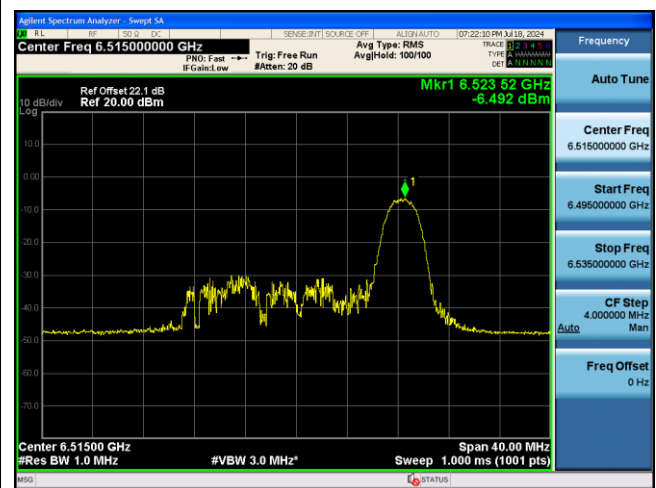 Agilent Spectrum Analyzer - Swept SA
RL RF 50 Ω DC SENSE:INT SOURCE OFF ALIGN AUTO 07:22:10 PM Jul 18, 2024
Center Freq 6.515000000 GHz
PNO: Fast Trig: Free Run
IFGain:Low #Atten: 20 dB
Avg Type: RMS
Avg|Hold: 100/100
TRACE 1 2 3 4 5 6
TYPE
DET A N N N N N
Frequency
Mkr1 6.523 52 GHz
-6.492 dBm
Ref Offset 22.1 dB
10 dB/div Ref 20.00 dBm
Log
10.0
0.00
-10.0
-20.0
-30.0
-40.0
-50.0
-60.0
-70.0
1
Center 6.51500 GHz Span 40.00 MHz
#Res BW 1.0 MHz #VBW 3.0 MHz* Sweep 1.000 ms (1001 pts)
MSG STATUS
Auto Tune
Center Freq
6.515000000 GHz
Start Freq
6.495000000 GHz
Stop Freq
6.535000000 GHz
CF Step
4.000000 MHz
Auto Man
Freq Offset
0 Hz